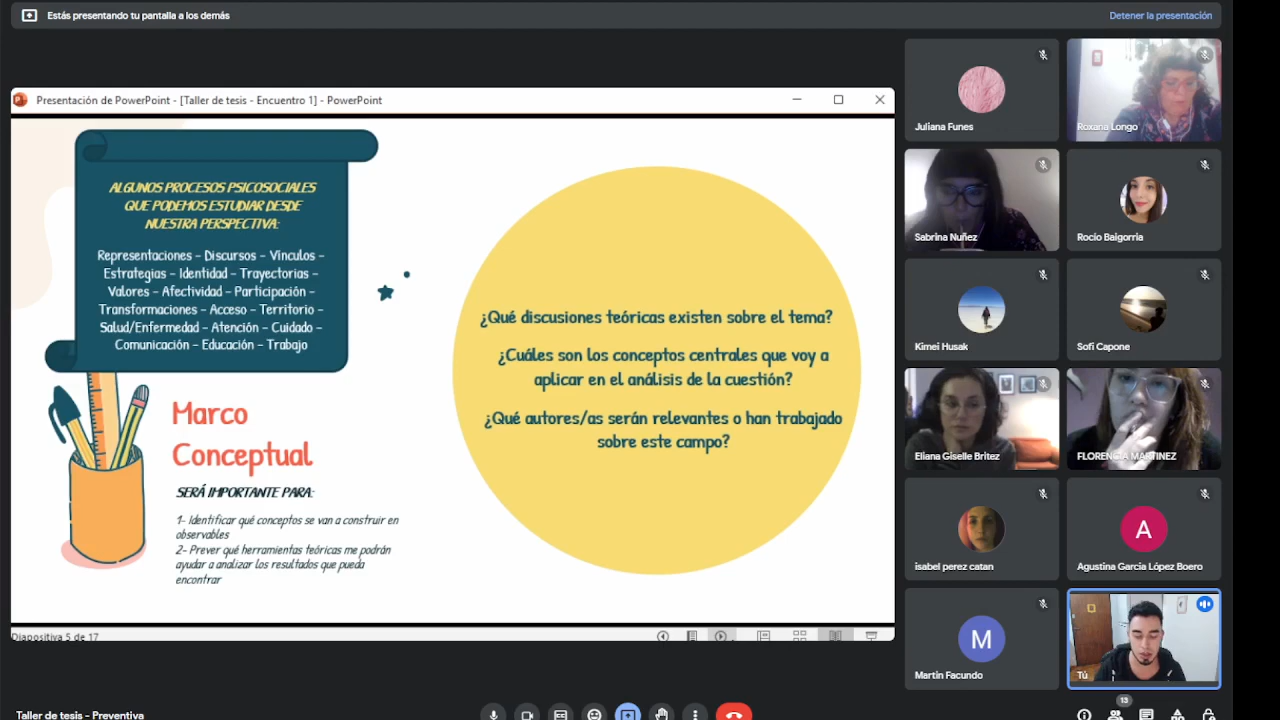 Estás presentando tu pantalla a los demás
Detener la presentación
Presentación de PowerPoint - [Taller de tesis - Encuentro 1] - PowerPoint
ALGUNOS PROCESOS PSICOSOCIALES
QUE PODEMOS ESTUDIAR DESDE
NUESTRA PERSPECTIVA:
Representaciones - Discursos - Vínculos -
Estrategias - Identidad - Trayectorias -
Valores - Afectividad - Participación -
Transformaciones - Acceso - Territorio -
Salud/Enfermedad - Atención - Cuidado -
Comunicación - Educación - Trabajo
Marco
Conceptual
SERÁ IMPORTANTE PARA:
1- Identificar qué conceptos se van a construir en
observables
2- Prever qué herramientas teóricas me podrán
ayudar a analizar los resultados que pueda
encontrar
¿Qué discusiones teóricas existen sobre el tema?
¿Cuáles son los conceptos centrales que voy a
aplicar en el análisis de la cuestión?
¿Qué autores/as serán relevantes o han trabajado
sobre este campo?
Diapositiva 5 de 17
Juliana Funes
Roxana Longo
Sabrina Nuñez
Rocío Baigorria
Kimei Husak
Sofi Capone
Eliana Giselle Britez
FLORENCIA MARTINEZ
isabel perez catan
A
Agustina García López Boero
M
Martin Facundo
Tú
Taller de tesis - Preventiva
13